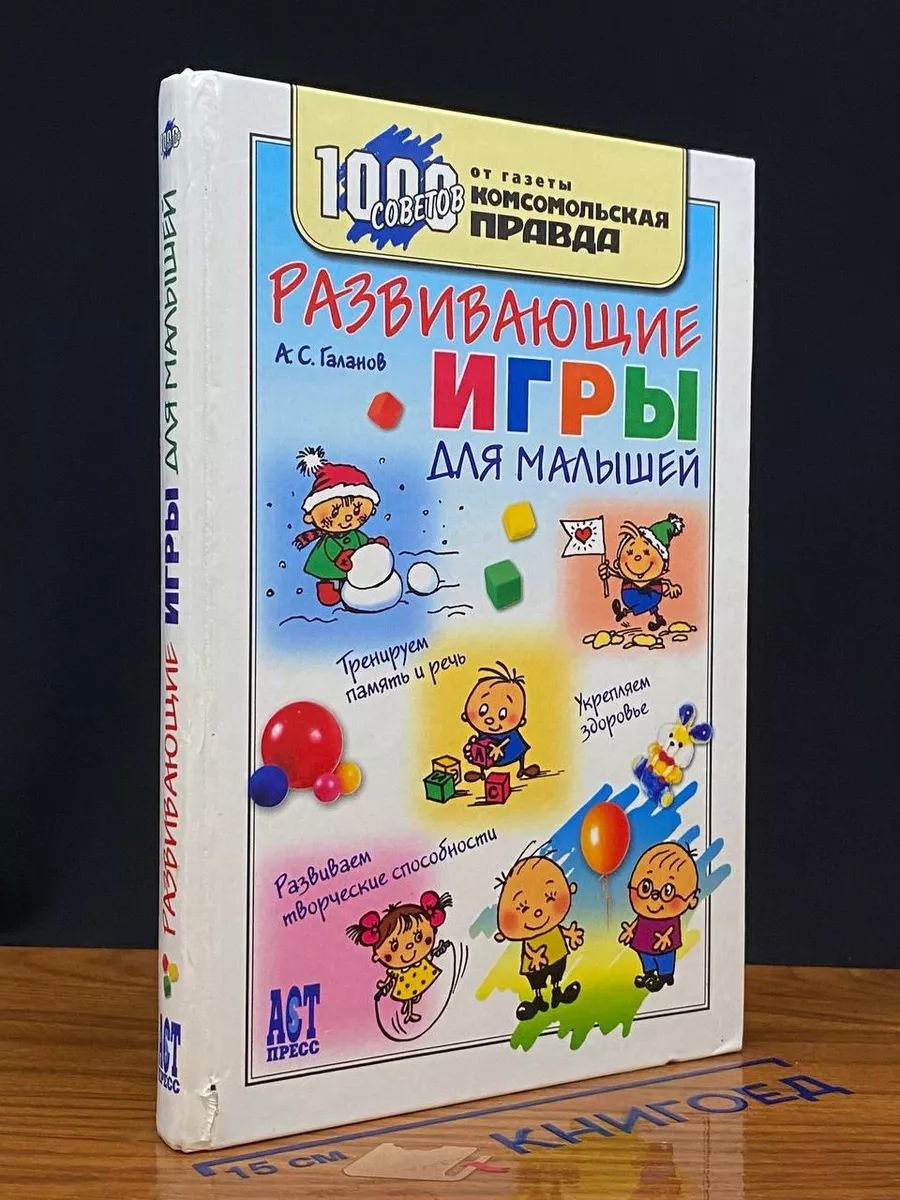 1000
СОВЕТОВ
от газеты
КОМСОМОЛЬСКАЯ
ПРАВДА
РАЗВИВАЮЩИЕ
А. С. Галанов
ИГРЫ
ДЛЯ МАЛЫШЕЙ
Тренируем
память и речь
Укрепляем
здоровье
Развиваем
творческие способности
АСТ
ПРЕСС
РАЗВИВАЮЩИЕ ИГРЫ ДЛЯ МАЛЫШЕЙ
АСТ
ПРЕСС
15 СМ
КНИГОЕД